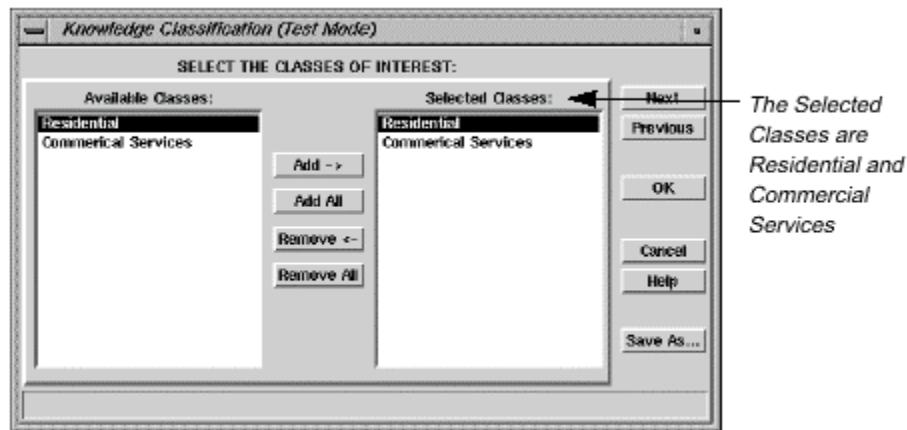 Knowledge Classification (Test Mode)
SELECT THE CLASSES OF INTEREST:
Available Classes:
Residential
Commerical Services
Add ->
Add All
Remove <-
Remove All
Selected Classes:
Residential
Commerical Services
Next
Previous
OK
Cancel
Help
Save As...
The Selected
Classes are
Residential and
Commercial
Services